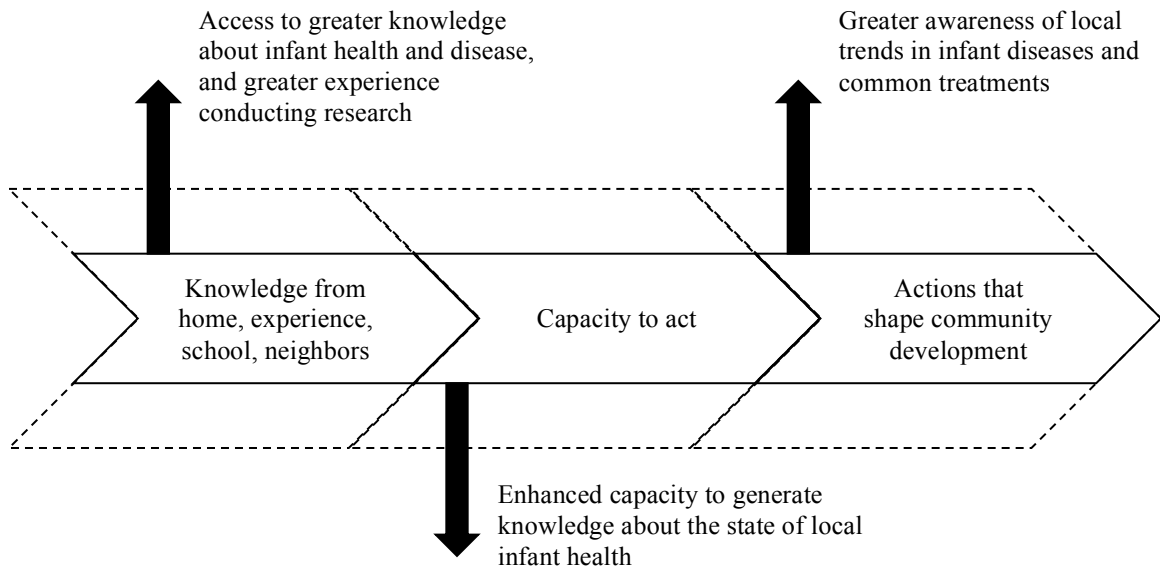 Access to greater knowledge
about infant health and disease,
and greater experience
conducting research
Greater awareness of local
trends in infant diseases and
common treatments
Knowledge from
home, experience,
school, neighbors
Capacity to act
Actions that
shape community
development
Enhanced capacity to generate
knowledge about the state of local
infant health